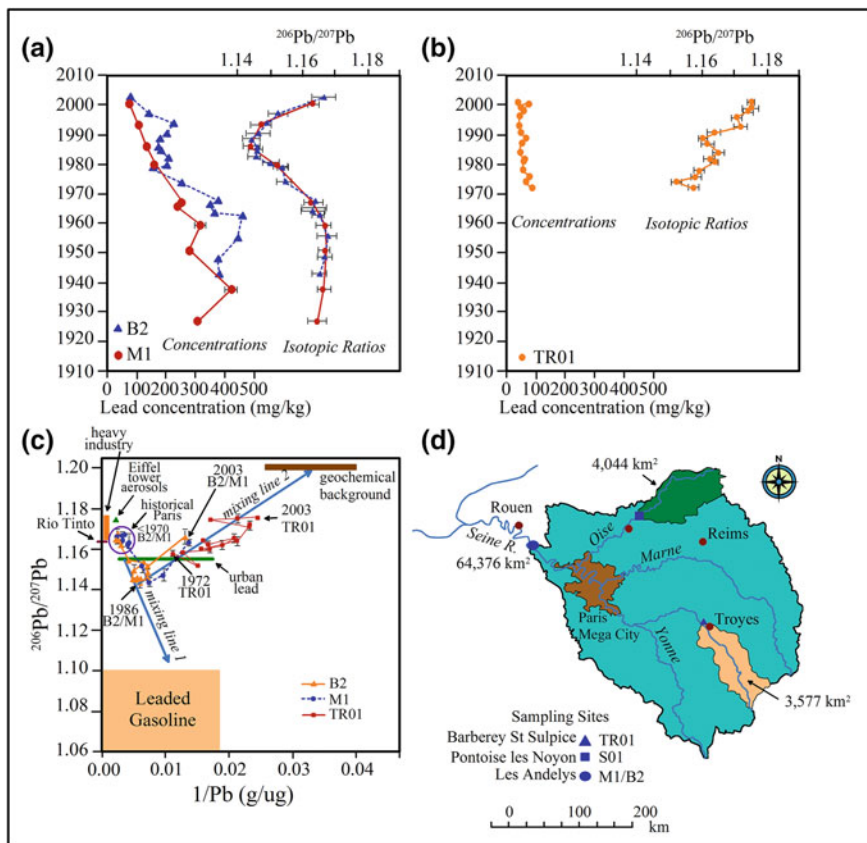 (a)
²⁰⁶Pb/²⁰⁷Pb
1.14 1.16 1.18
2010
2000
1990
1980
1970
1960
1950
1940
1930
1920
1910
B2
M1
Concentrations
Isotopic Ratios
0 100 200 300 400 500
Lead concentration (mg/kg)
(b)
²⁰⁶Pb/²⁰⁷Pb
1.14 1.16 1.18
2010
2000
1990
1980
1970
1960
1950
1940
1930
1920
1910
Concentrations
Isotopic Ratios
TR01
0 100 200 300 400 500
Lead concentration (mg/kg)
(c)
heavy
industry
Eiffel
tower
aerosols
historical
Paris
Rio Tinto
<1970
B2/M1
2003
B2/M1
mixing line 2
geochemical
background
2003
TR01
1972
TR01
urban
lead
1986
B2/M1
mixing line 1
Leaded
Gasoline
B2
M1
TR01
²⁰⁶Pb/²⁰⁷Pb
1.20
1.18
1.16
1.14
1.10
1.08
1.06
0.00 0.01 0.02 0.03 0.04
1/Pb (g/ug)
(d)
4,044 km²
N
Rouen
Seine R.
Oise
Reims
64,376 km²
Marne
Paris
Mega City
Yonne
Troyes
3,577 km²
Sampling Sites
Barberey St Sulpice TR01
Pontoise les Noyon S01
Les Andelys M1/B2
0 100 200
km